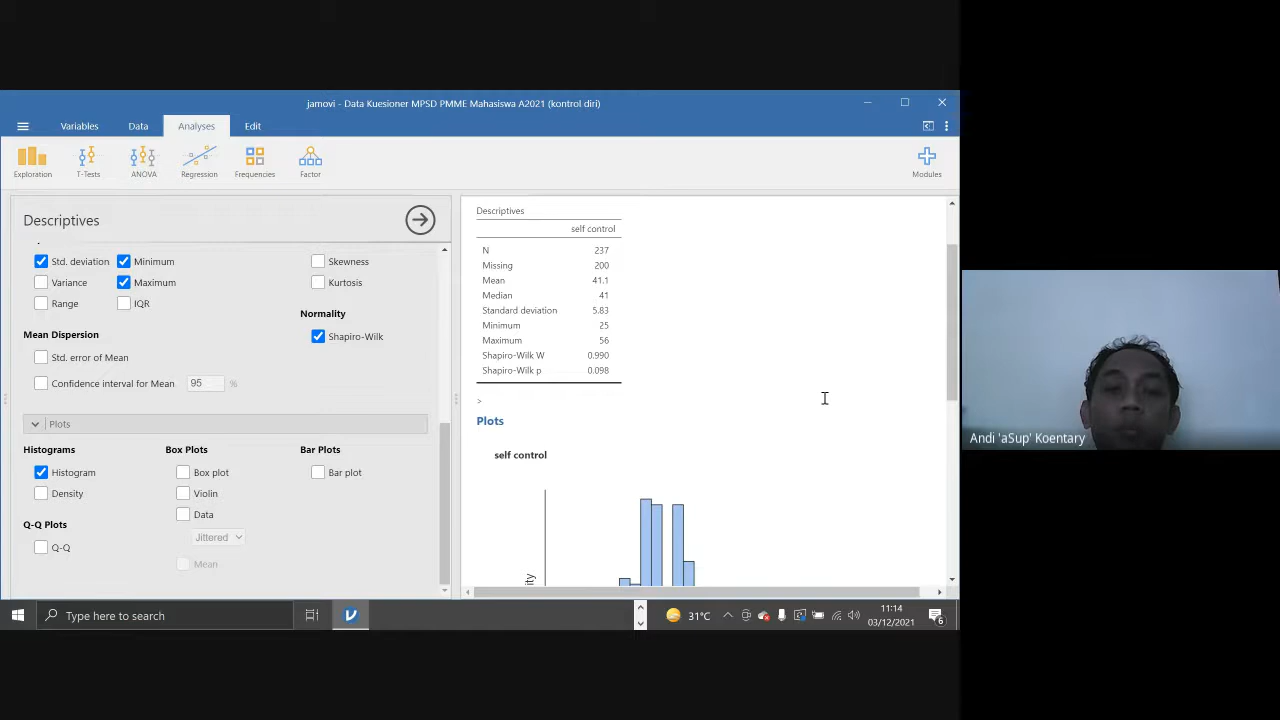 jamovi - Data Kuesioner MPSD PMME Mahasiswa A2021 (kontrol diri)
Variables Data Analyses Edit
Exploration T-Tests ANOVA Regression Frequencies Factor Modules
Descriptives
Std. deviation Minimum Skewness
Variance Maximum Kurtosis
Range IQR
Normality
Mean Dispersion
Shapiro-Wilk
Std. error of Mean
Confidence interval for Mean 95 %
Plots
Histograms Box Plots Bar Plots
Histogram Box plot Bar plot
Density Violin
Data
Q-Q Plots
Jittered
Q-Q
Mean
Descriptives
self control
N 237
Missing 200
Mean 41.1
Median 41
Standard deviation 5.83
Minimum 25
Maximum 56
Shapiro-Wilk W 0.990
Shapiro-Wilk p 0.098
>
Plots
self control
ity
Andi 'aSup' Koentary
Type here to search
31°C
11:14
03/12/2021
6